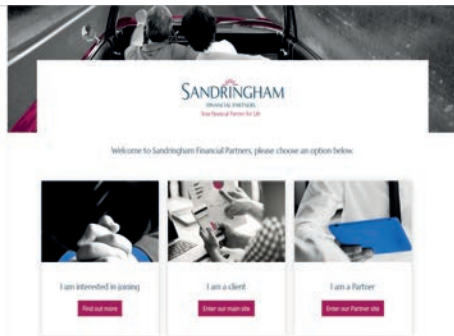 SANDRINGHAM
FINANCIAL PARTNERS
Your Financial Partner for Life
Welcome to Sandringham Financial Partners, please choose an option below.
I am interested in joining
Find out more
I am a client
Enter our main site
I am a Partner
Enter our Partner site